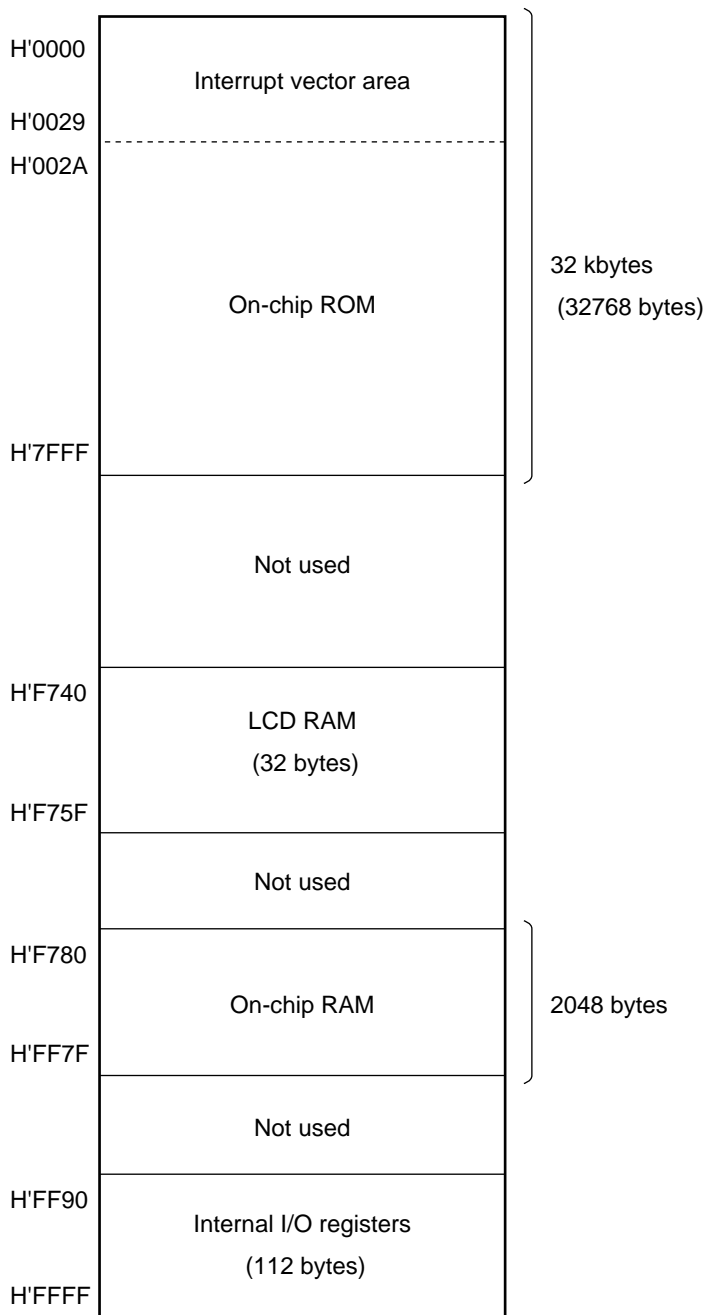 H'0000
Interrupt vector area
H'0029
H'002A
On-chip ROM
32 kbytes
(32768 bytes)
H'7FFF
Not used
H'F740
LCD RAM
(32 bytes)
H'F75F
Not used
H'F780
On-chip RAM
2048 bytes
H'FF7F
Not used
H'FF90
Internal I/O registers
(112 bytes)
H'FFFF